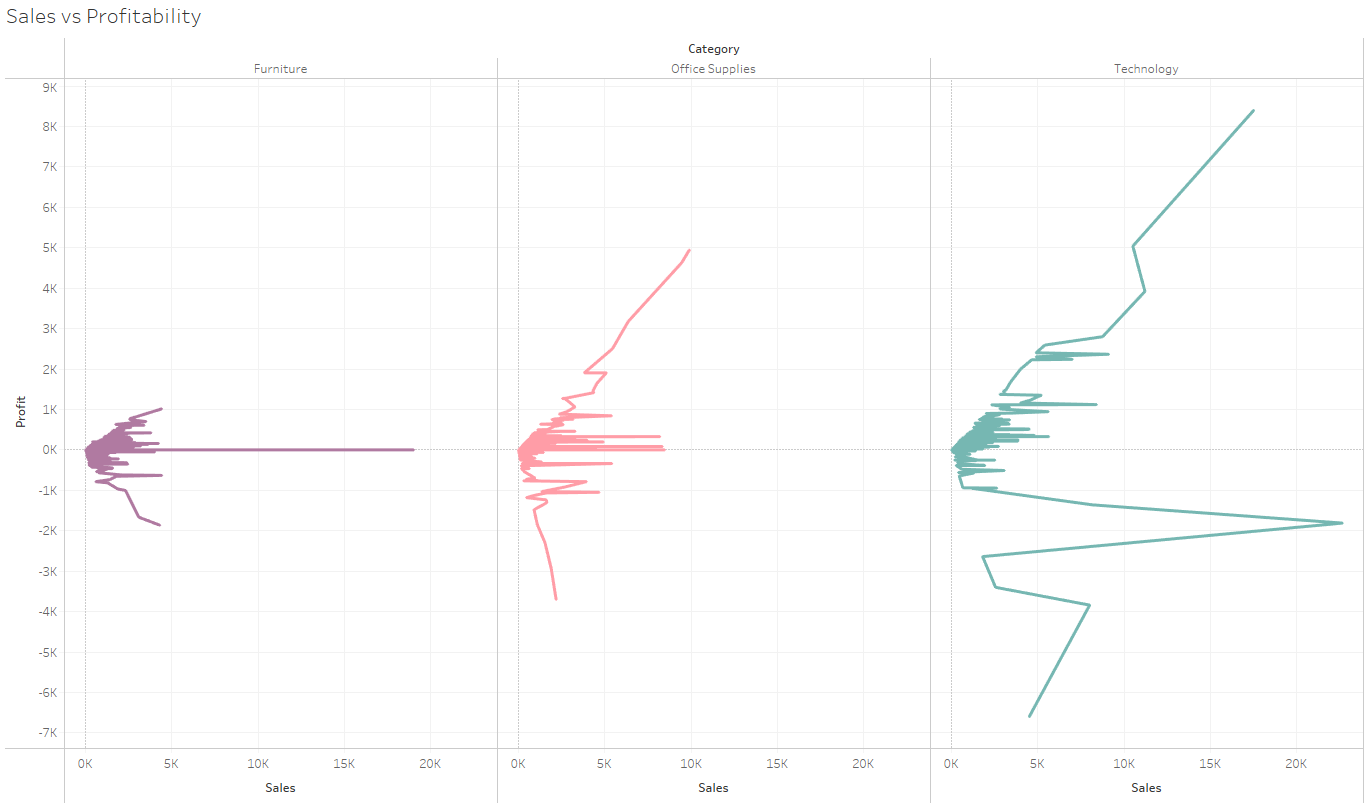 Sales vs Profitability
Category
Furniture
Office Supplies
Technology
Profit
9K
8K
7K
6K
5K
4K
3K
2K
1K
0K
-1K
-2K
-3K
-4K
-5K
-6K
-7K
0K 5K 10K 15K 20K
0K 5K 10K 15K 20K
0K 5K 10K 15K 20K
Sales
Sales
Sales